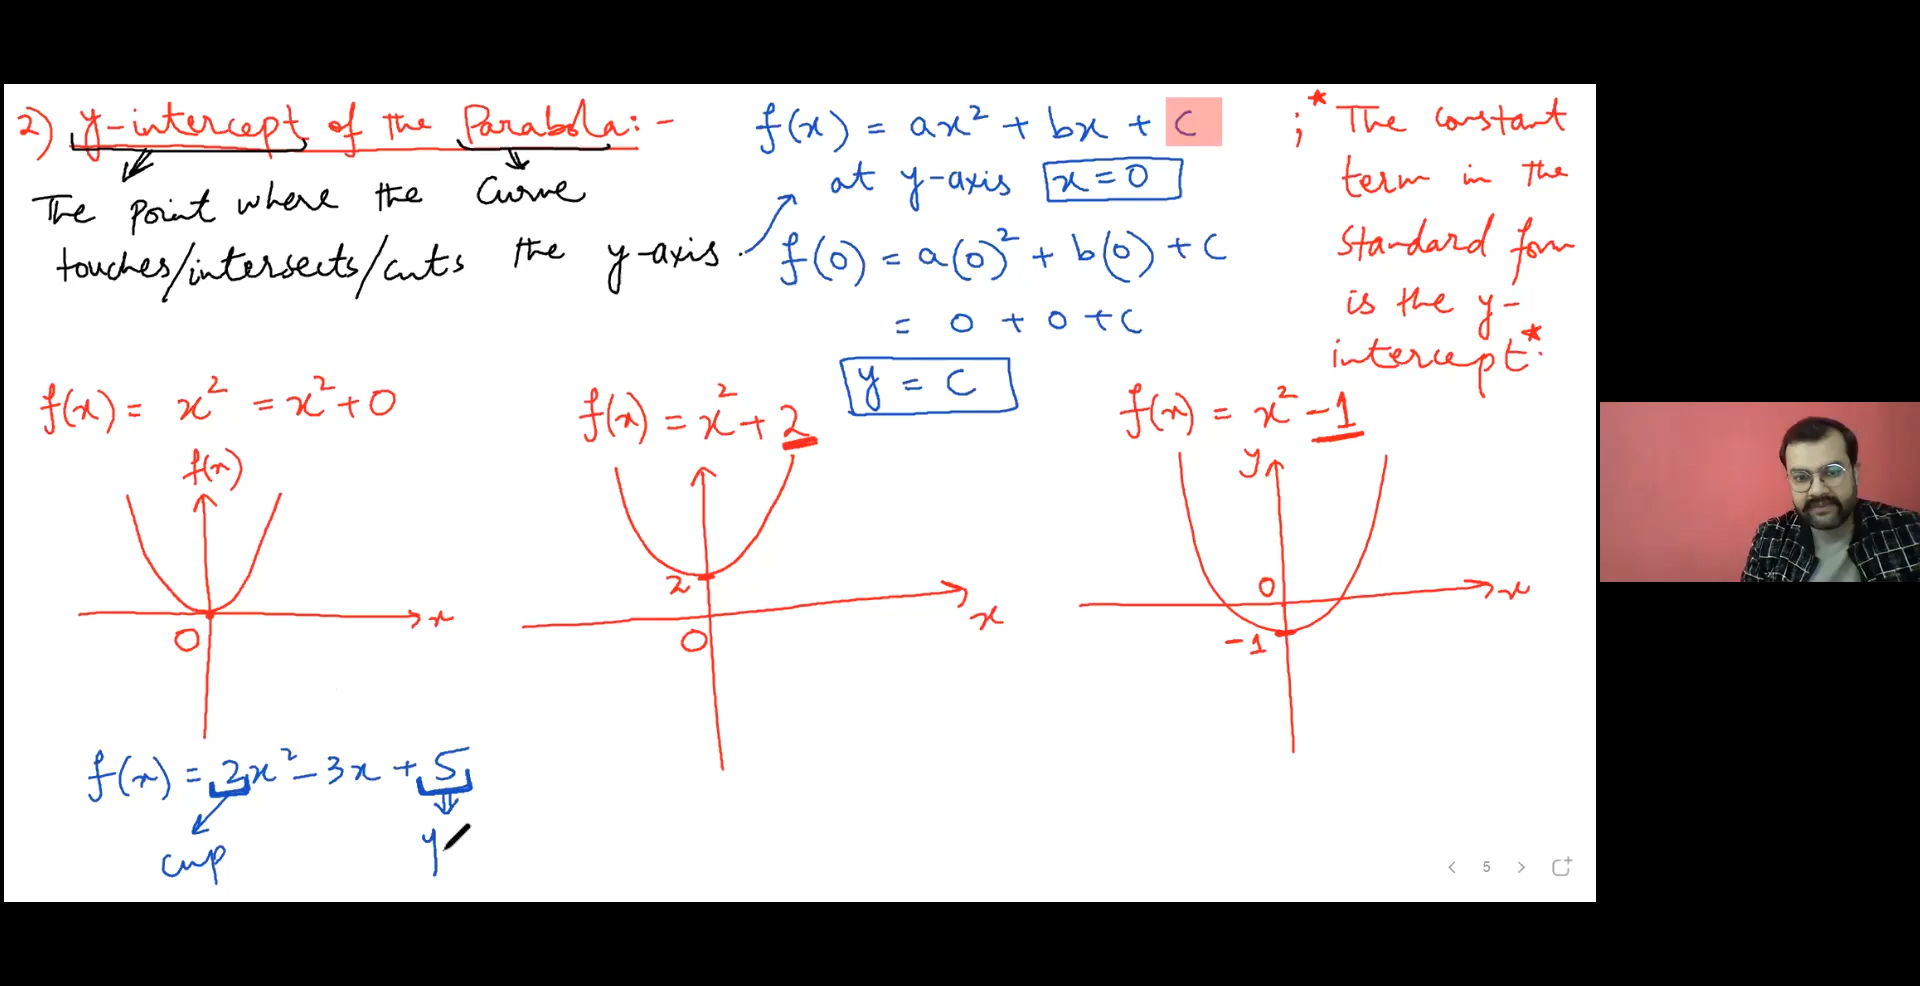 2) y-intercept of the Parabola:-
The point where the curve
touches/intersects/cuts the y-axis.
f(x) = ax² + bx + C
at y-axis x=0
f(0) = a(0)² + b(0) + C
= 0 + 0 + C
y = C
; * The constant
term in the
standard form
is the y-
intercept*.
f(x) = x² = x²+0
f(x)
x
0
f(x) = x² + 2
2
0
x
f(x) = x² - 1
y
0
x
-1
f(x) = 2x² - 3x + 5
cup
y
5